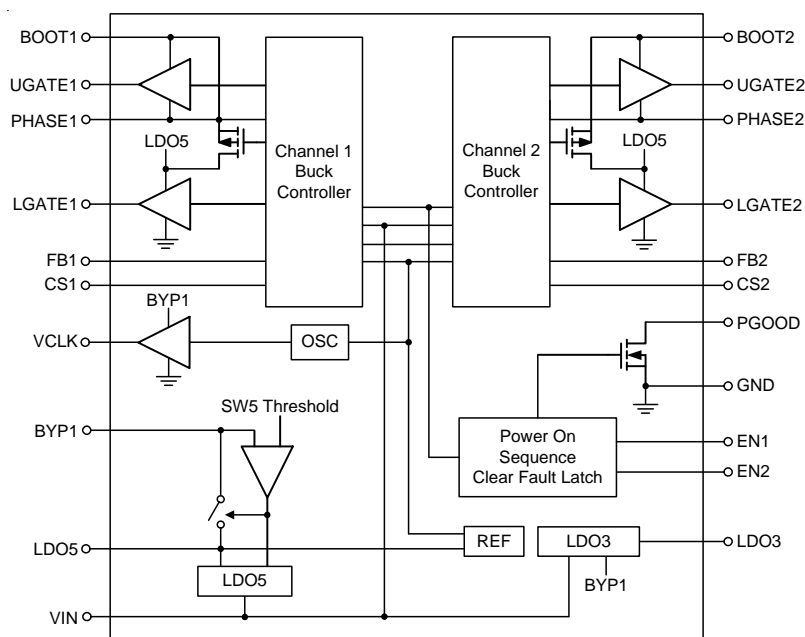 BOOT1
UGATE1
PHASE1
LDO5
LGATE1
FB1
CS1
BYP1
VCLK
OSC
Channel 1
Buck
Controller
Channel 2
Buck
Controller
BOOT2
UGATE2
PHASE2
LDO5
LGATE2
FB2
CS2
PGOOD
GND
SW5 Threshold
BYP1
Power On
Sequence
Clear Fault Latch
EN1
EN2
LDO5
LDO5
REF
LDO3
LDO3
BYP1
VIN